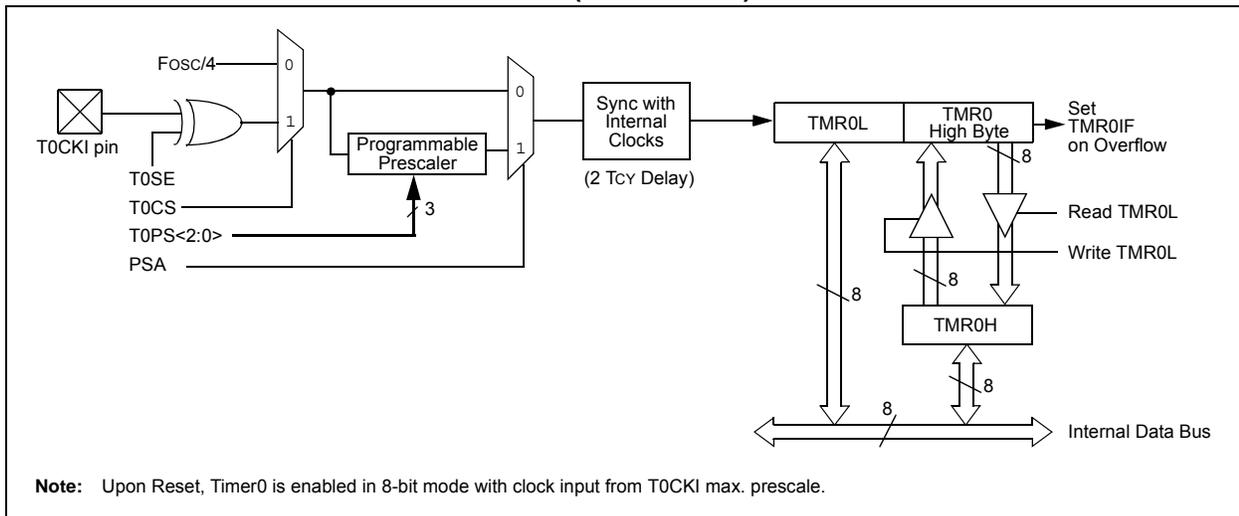 FOSC/4
0
1
T0CKI pin
T0SE
T0CS
T0PS<2:0>
PSA
Programmable
Prescaler
3
0
1
Sync with
Internal
Clocks
(2 TCY Delay)
TMR0L
TMR0
High Byte
Set
TMR0IF
on Overflow
8
Read TMR0L
Write TMR0L
8
8
TMR0H
8
8
Internal Data Bus
Note: Upon Reset, Timer0 is enabled in 8-bit mode with clock input from T0CKI max. prescale.